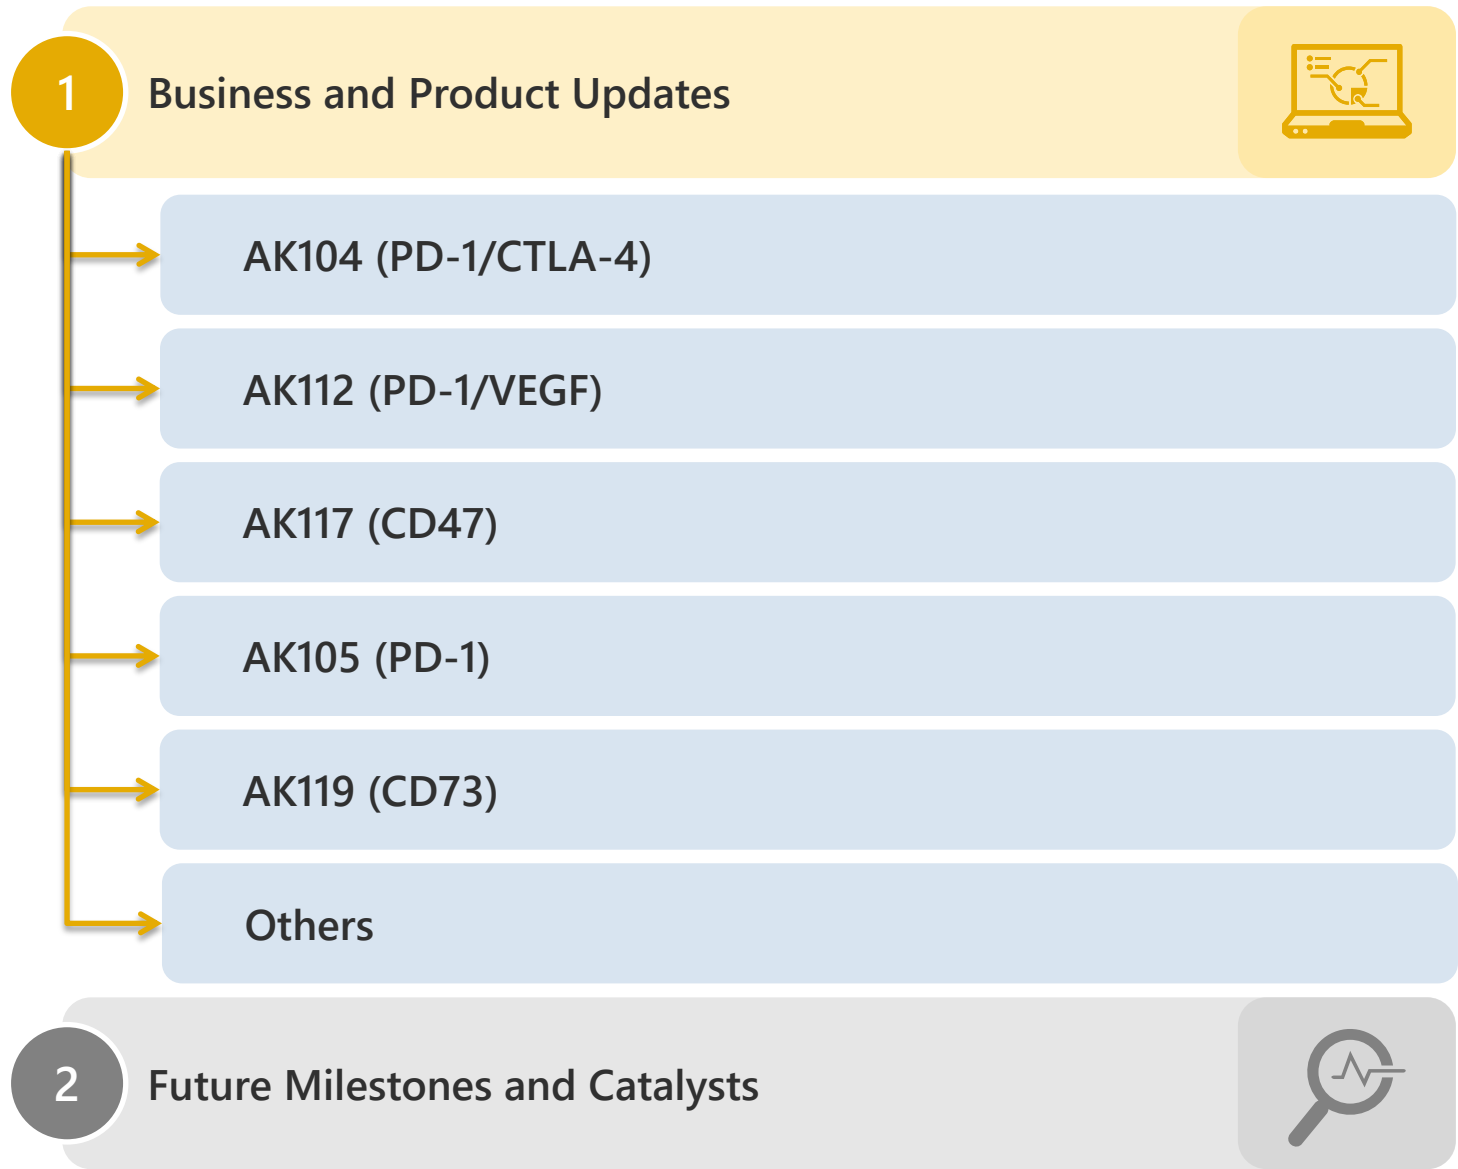 1
Business and Product Updates
AK104 (PD-1/CTLA-4)
AK112 (PD-1/VEGF)
AK117 (CD47)
AK105 (PD-1)
AK119 (CD73)
Others
2
Future Milestones and Catalysts